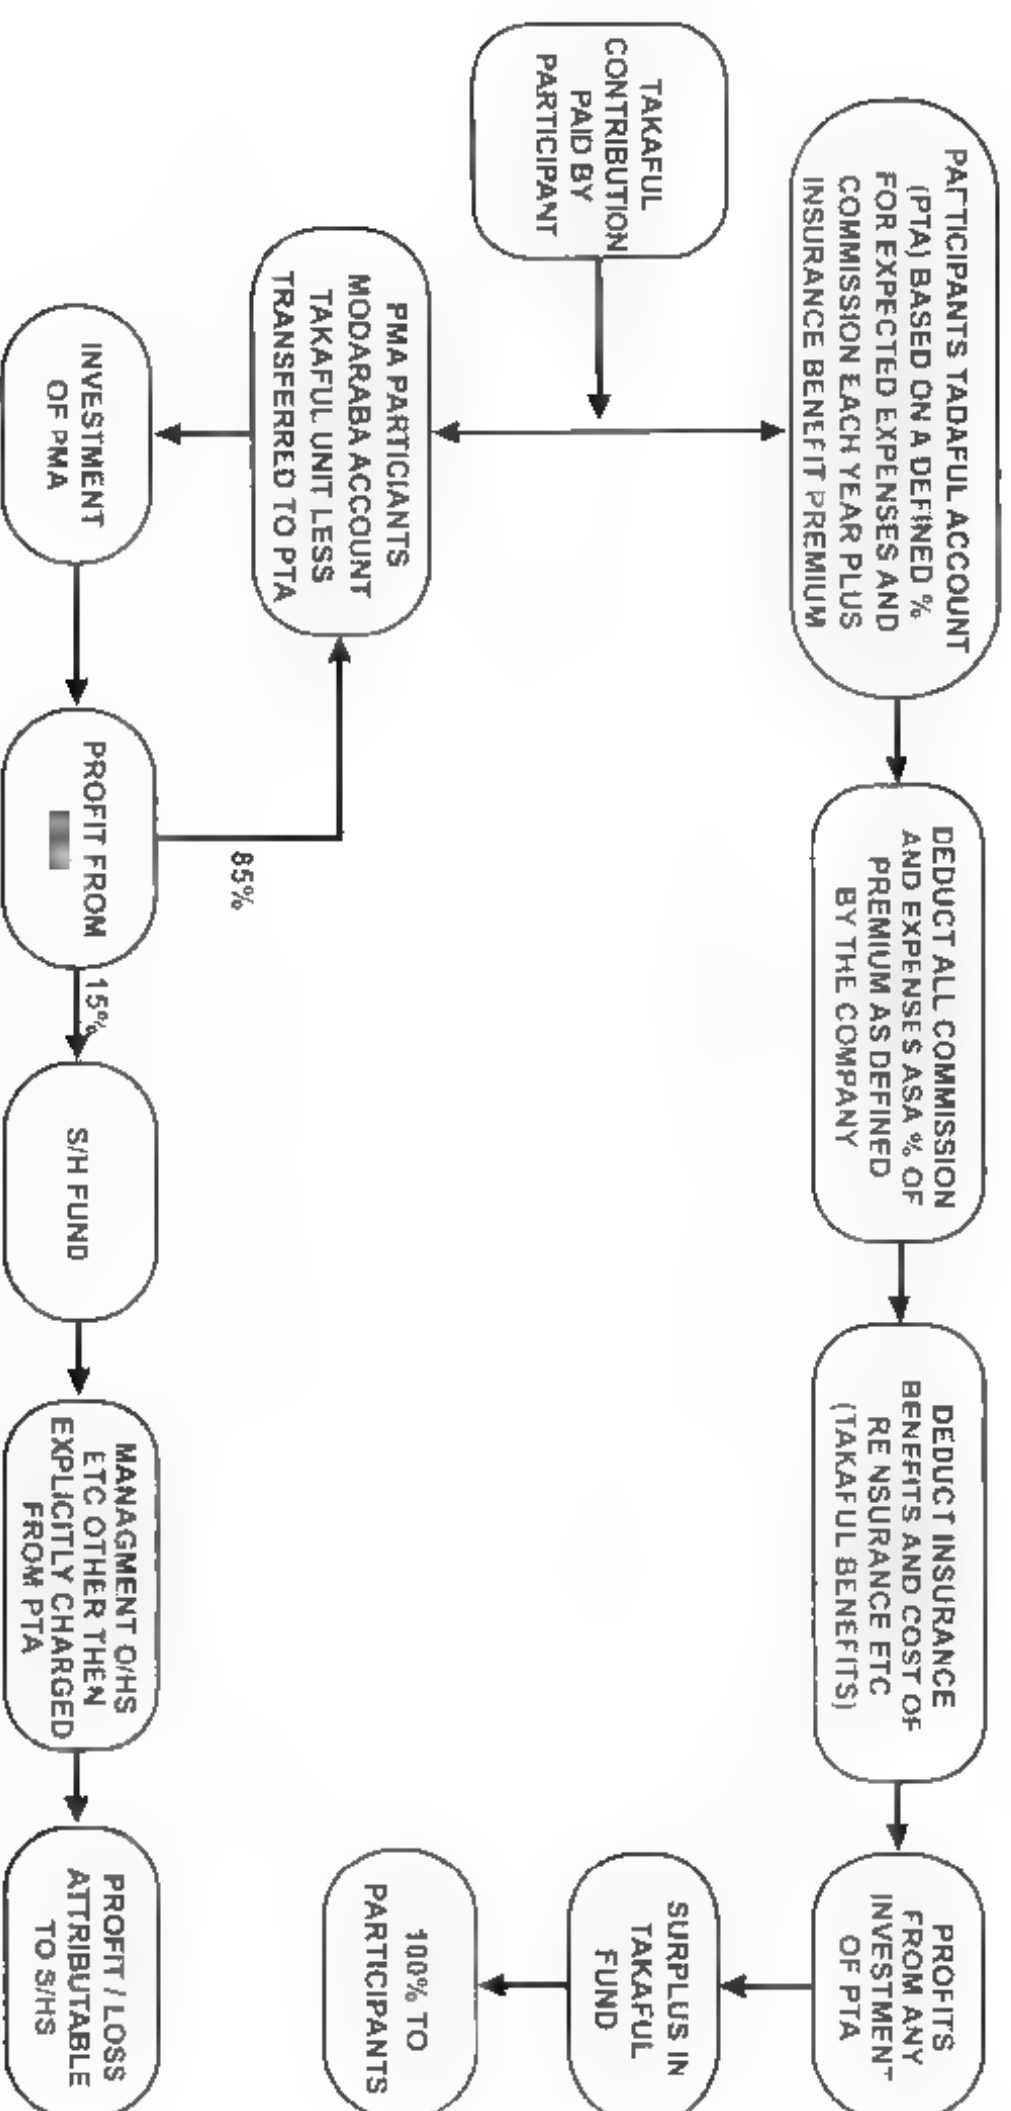 PARTICIPANTS TADAFUL ACCOUNT
(PTA) BASED ON A DEFINED %
FOR EXPECTED EXPENSES AND
COMMISSION EACH YEAR PLUS
INSURANCE BENEFIT PREMIUM
DEDUCT ALL COMMISSION
AND EXPENSES ASA % OF
PREMIUM AS DEFINED
BY THE COMPANY
DEDUCT INSURANCE
BENEFITS AND COST OF
RE NSURANCE ETC
(TAKAFUL BENEFITS)
PROFITS
FROM ANY
INVESTMENT
OF PTA
SURPLUS IN
TAKAFUL
FUND
100% TO
PARTICIPANTS
TAKAFUL
CONTRIBUTION
PAID BY
PARTICIPANT
PMA PARTICIANTS
MODARABA ACCOUNT
TAKAFUL UNIT LESS
TRANSFERRED TO PTA
85%
INVESTMENT
OF PMA
PROFIT FROM
15%
S/H FUND
MANAGMENT O/HS
ETC OTHER THEN
EXPLICITLY CHARGED
FROM PTA
PROFIT / LOSS
ATTRIBUTABLE
TO S/HS